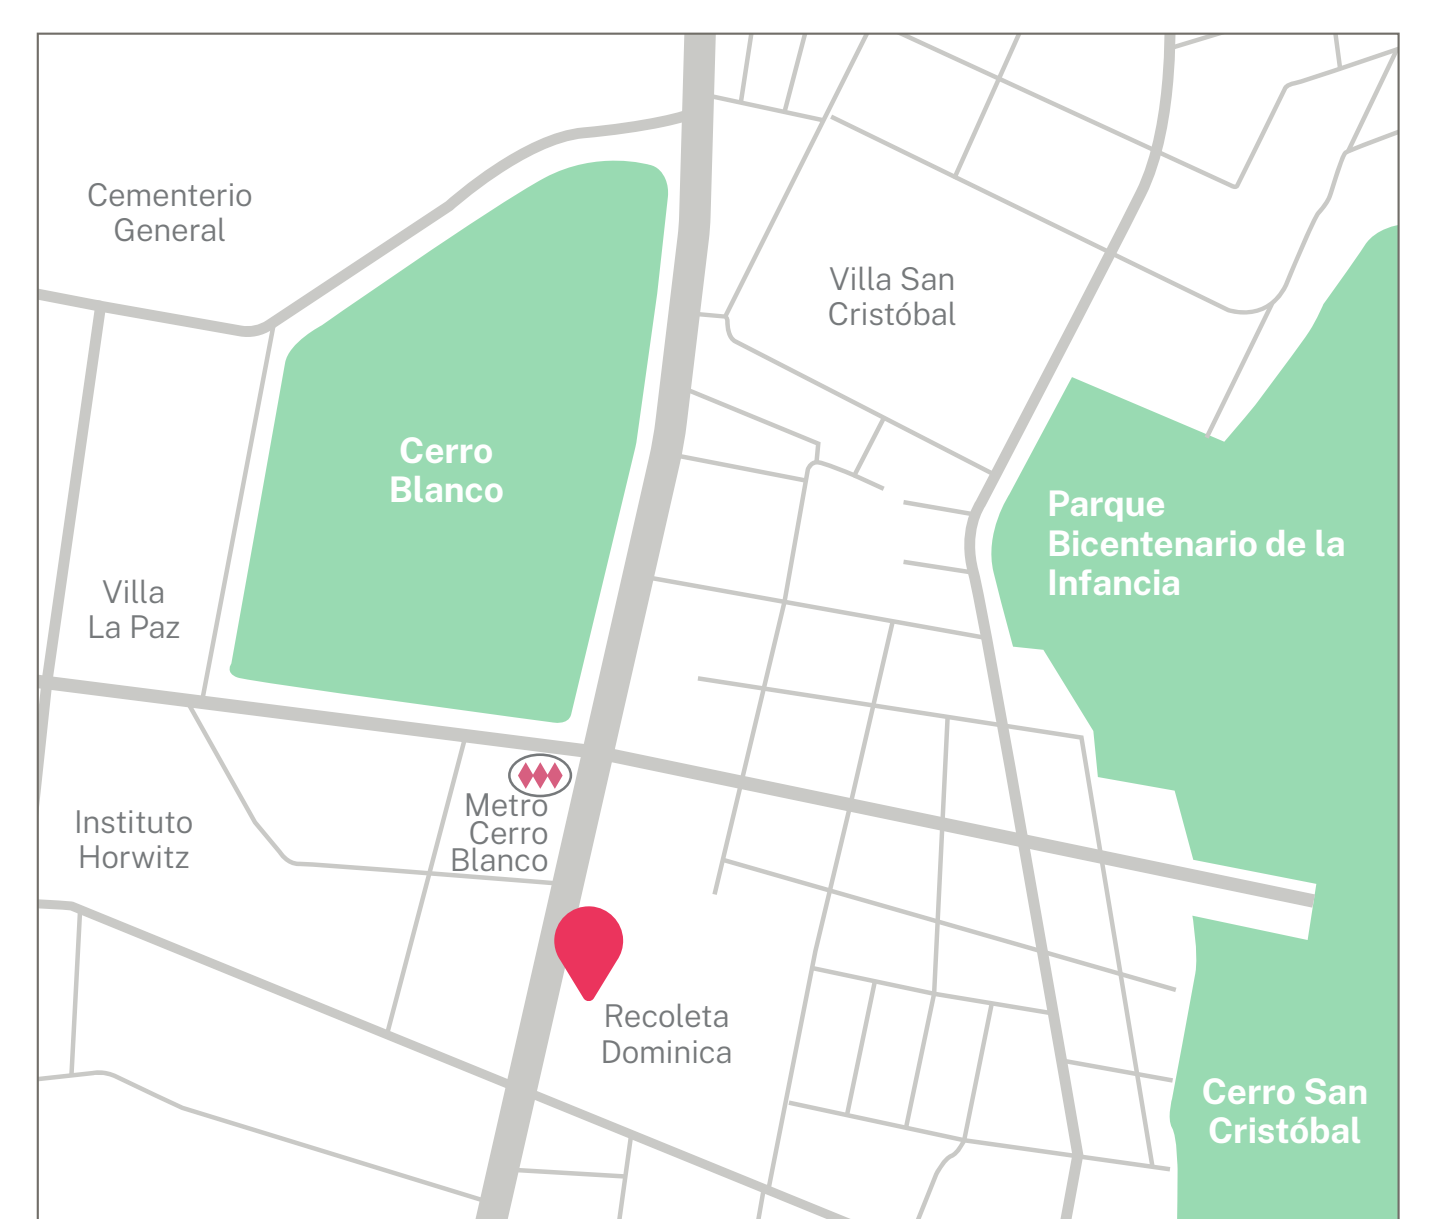 Cementerio
General
Villa San
Cristóbal
Cerro
Blanco
Parque
Bicentenario de la
Infancia
Villa
La Paz
Instituto
Horwitz
Metro
Cerro
Blanco
Recoleta
Dominica
Cerro San
Cristóbal